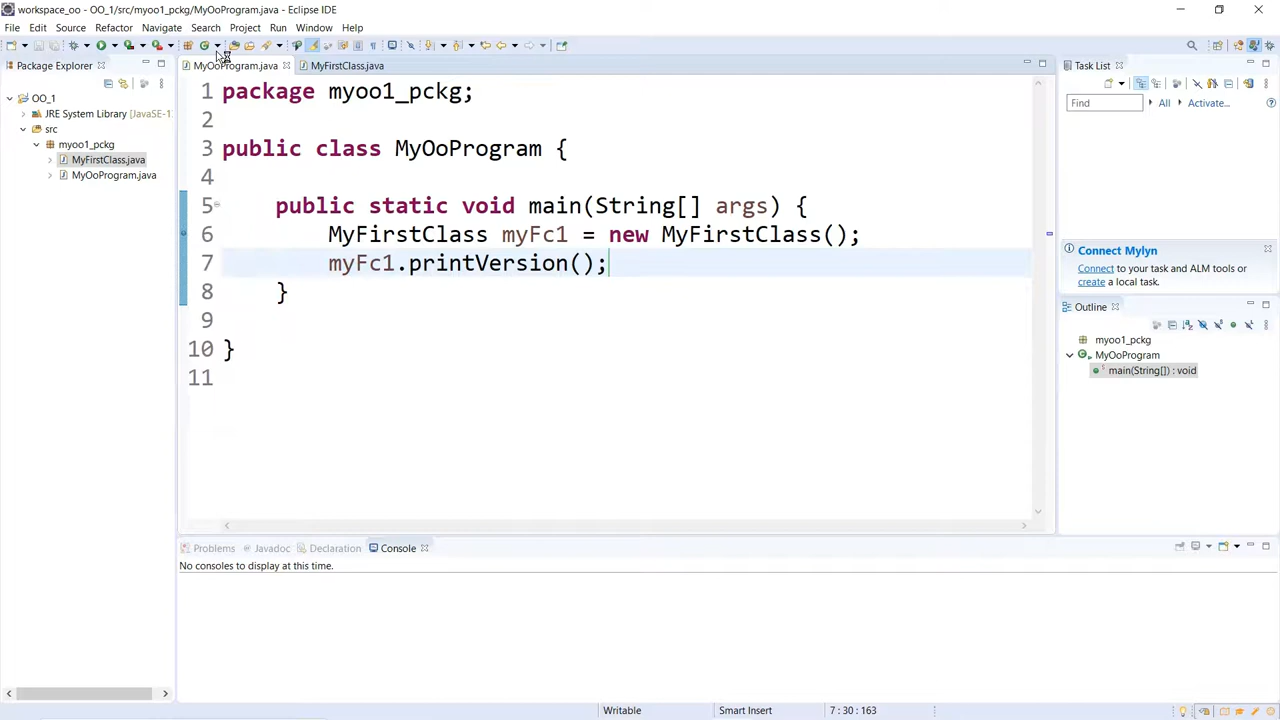 workspace_oo - OO_1/src/myoo1_pckg/MyOoProgram.java - Eclipse IDE
File Edit Source Refactor Navigate Search Project Run Window Help
Package Explorer
MyOoProgram.java
MyFirstClass.java
OO_1
JRE System Library [JavaSE-1
src
myoo1_pckg
MyFirstClass.java
MyOoProgram.java
1 package myoo1_pckg;
2
3 public class MyOoProgram {
4
5 public static void main(String[] args) {
6 MyFirstClass myFc1 = new MyFirstClass();
7 myFc1.printVersion();
8 }
9
10 }
11
Task List
Find All Activate...
Connect Mylyn
Connect to your task and ALM tools or
create a local task.
Outline
myoo1_pckg
MyOoProgram
main(String[]) : void
Problems @ Javadoc Declaration Console
No consoles to display at this time.
Writable Smart Insert 7 : 30 : 163